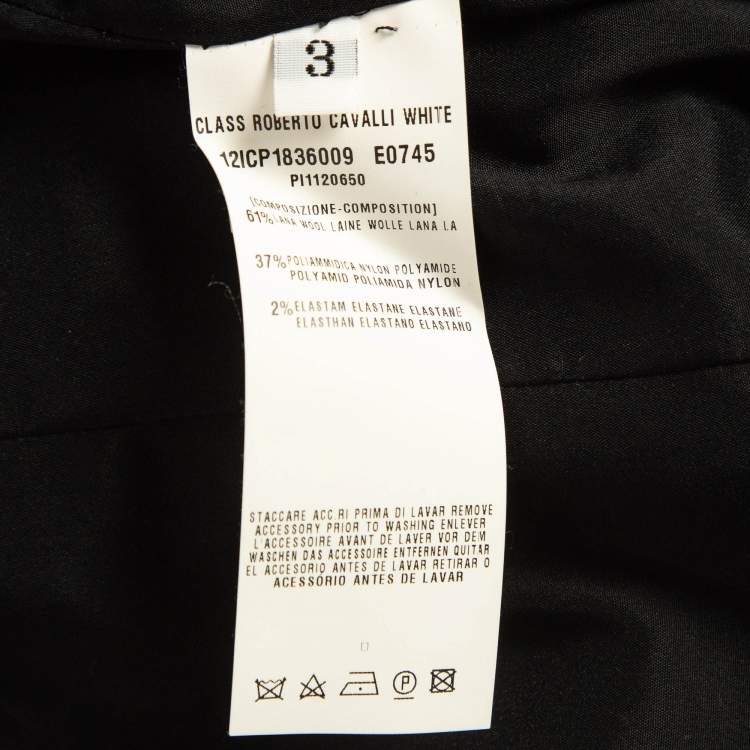 3
CLASS ROBERTO CAVALLI WHITE
12ICP1836009 E0745
PI1120650
[COMPOSIZIONE-COMPOSITION]
61% LANA WOOL LAINE WOLLE LANA LA
37% POLIAMMIDICA NYLON POLYAMIDE
POLYAMID POLIAMIDA NYLON
2% ELASTAM ELASTANE ELASTANE
ELASTHAN ELASTANO ELASTANO
STACCARE ACC.RI PRIMA DI LAVAR REMOVE
ACCESSORY PRIOR TO WASHING ENLEVER
L ACCESSOIRE AVANT DE LAVER VOR DEM
WASCHEN DAS ACCESSOIRE ENTFERNEN QUITAR
EL ACCESORIO ANTES DE LAVAR RETIRAR O
ACESSORIO ANTES DE LAVAR
P